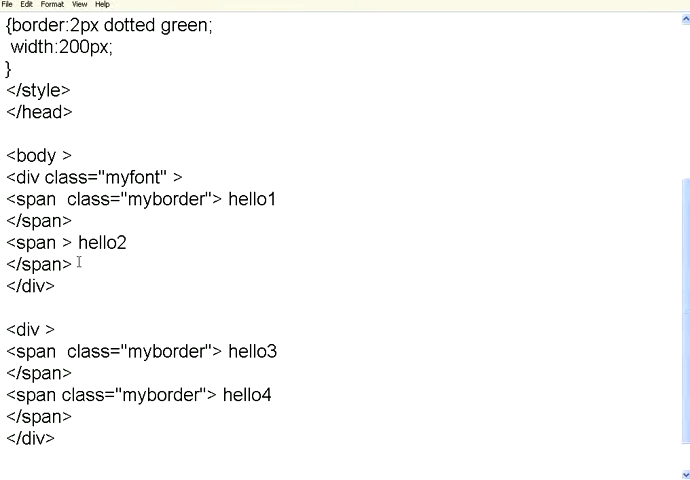 File Edit Format View Help
{border:2px dotted green;
width:200px;
}
</style>
</head>
<body >
<div class="myfont" >
<span  class="myborder"> hello1
</span>
<span > hello2
</span>
</div>
<div >
<span  class="myborder"> hello3
</span>
<span class="myborder"> hello4
</span>
</div>